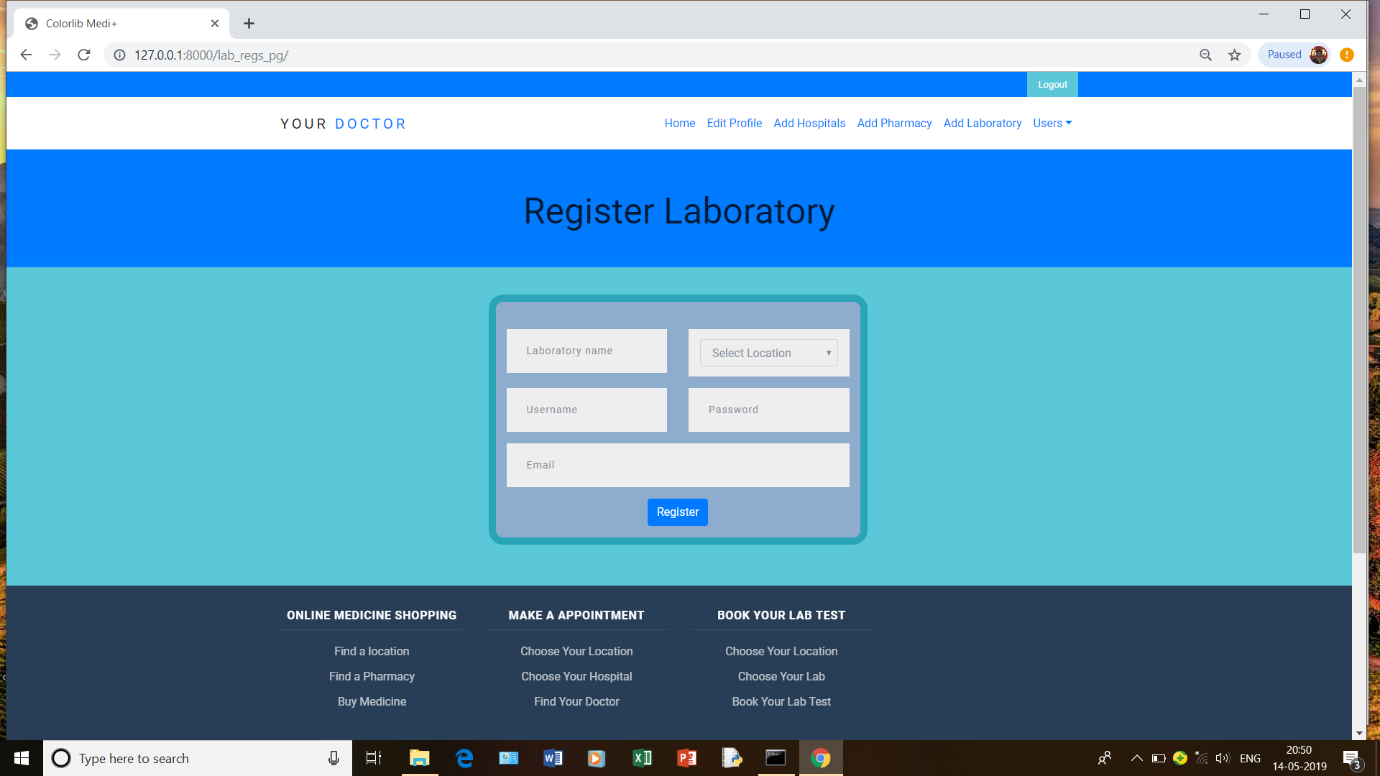 Colorlib Medi+
127.0.0.1:8000/lab_regs_pg/
Paused
Logout
YOUR DOCTOR
Home Edit Profile Add Hospitals Add Pharmacy Add Laboratory Users
Register Laboratory
Laboratory name Select Location
Username Password
Email
Register
ONLINE MEDICINE SHOPPING MAKE A APPOINTMENT BOOK YOUR LAB TEST
Find a location Choose Your Location Choose Your Location
Find a Pharmacy Choose Your Hospital Choose Your Lab
Buy Medicine Find Your Doctor Book Your Lab Test
Type here to search
ENG
20:50
14-05-2019
3